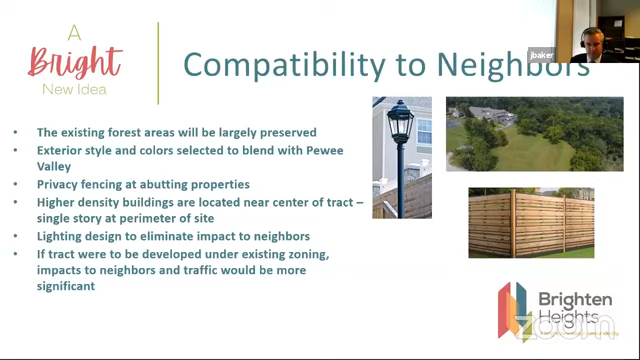 A
Bright
New Idea
Compatibility to Neighbors
jbaker
• The existing forest areas will be largely preserved
• Exterior style and colors selected to blend with Pewee
Valley
• Privacy fencing at abutting properties
• Higher density buildings are located near center of tract –
single story at perimeter of site
• Lighting design to eliminate impact to neighbors
• If tract were to be developed under existing zoning,
impacts to neighbors and traffic would be more
significant
Brighten
Heights
zoom